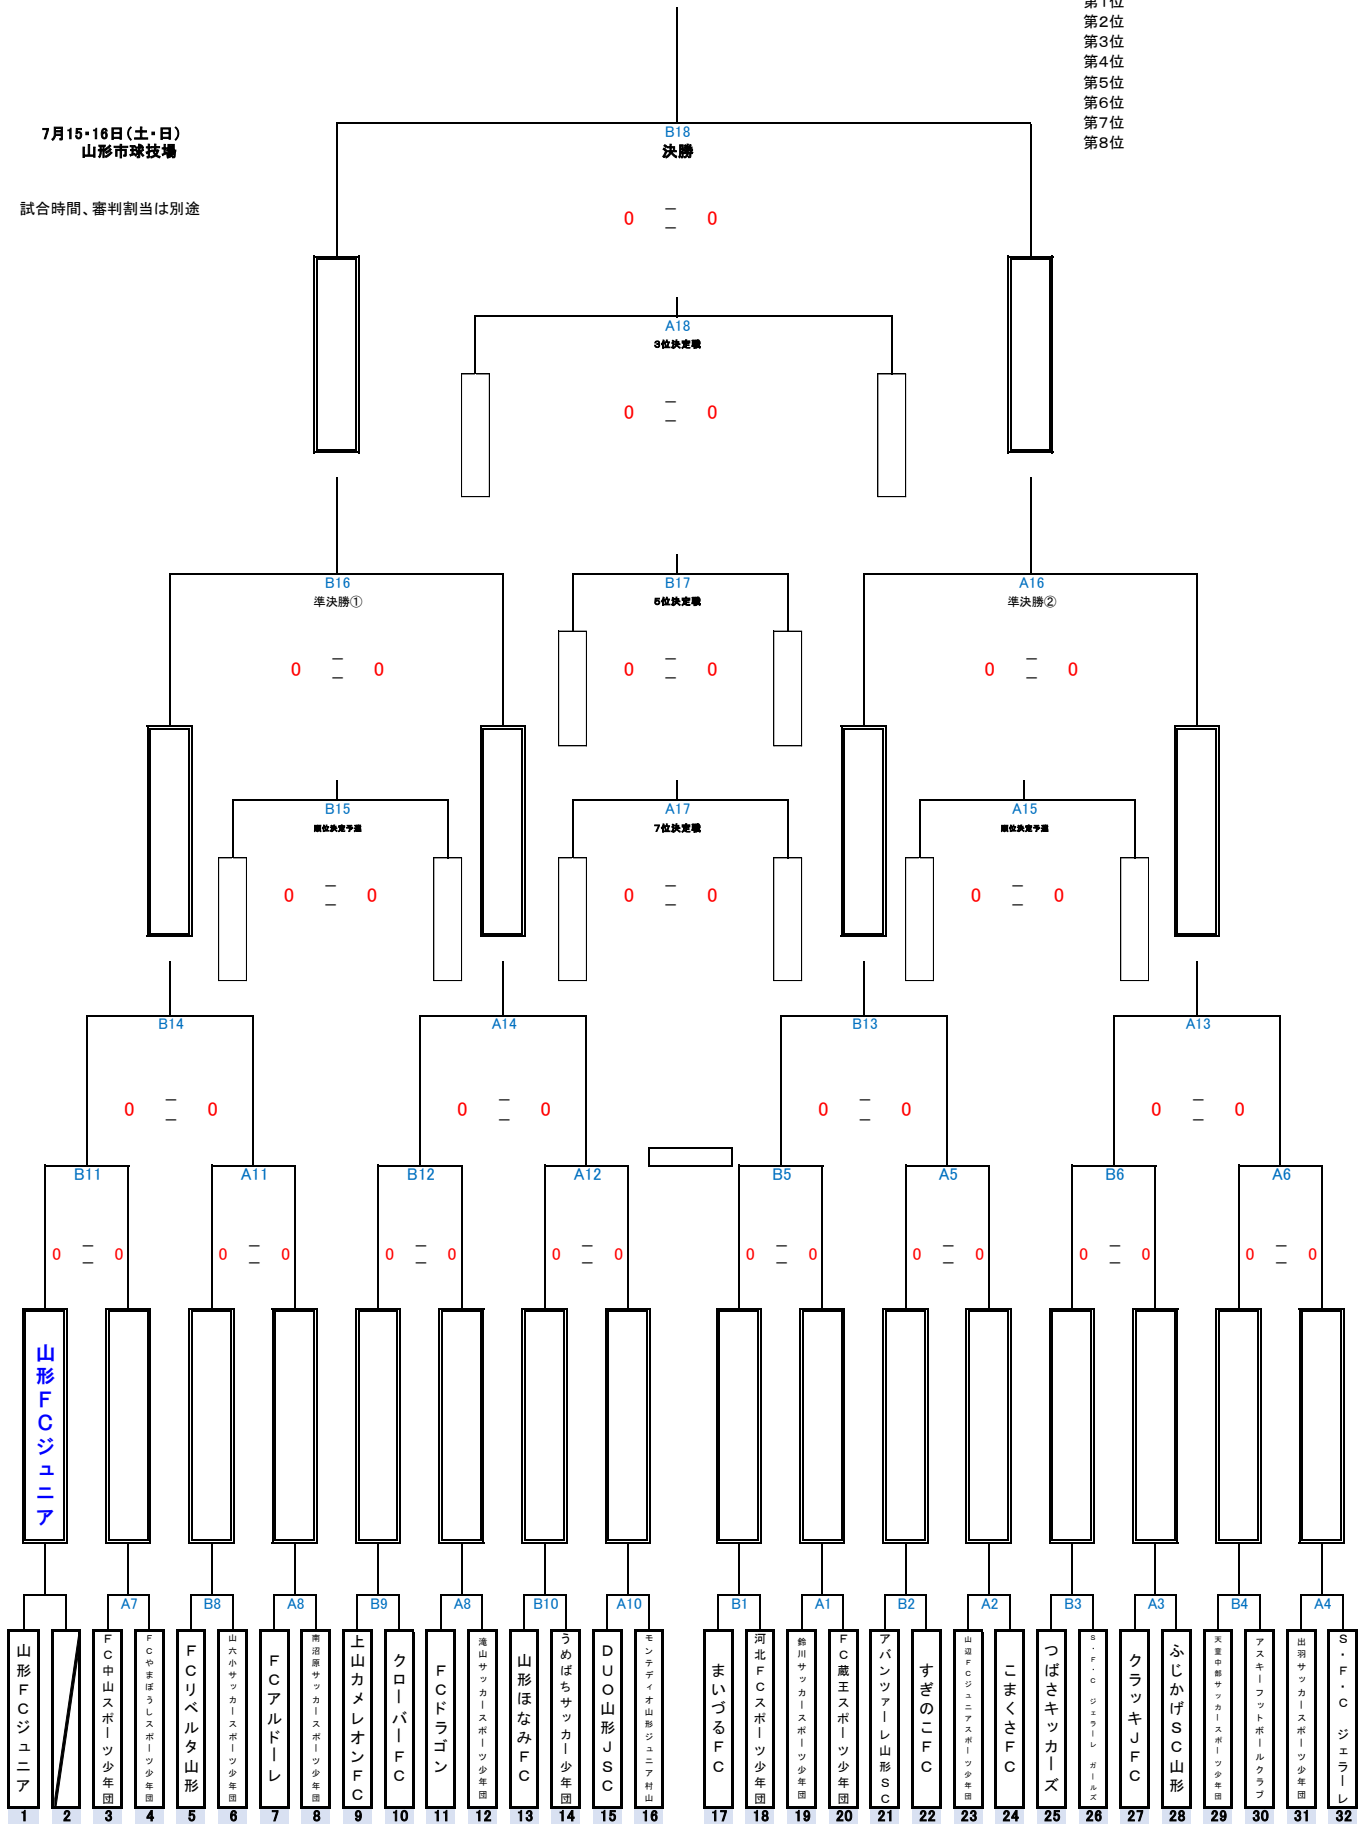 第1位
第2位
第3位
第4位
第5位
第6位
第7位
第8位
7月15・16日（土・日）
山形市球技場
試合時間、審判割当は別途
B18
決勝
0 － － 0
A18
3位決定戦
0 － － 0
B16
準決勝①
0 － － 0
B17
5位決定戦
0 － － 0
A16
準決勝②
0 － － 0
B15
順位決定予選
0 － － 0
A17
7位決定戦
0 － － 0
A15
順位決定予選
0 － － 0
B14
A14
B13
A13
0 － － 0
0 － － 0
0 － － 0
0 － － 0
B11
A11
B12
A12
B5
A5
B6
A6
0 － － 0
0 － － 0
0 － － 0
0 － － 0
0 － － 0
0 － － 0
0 － － 0
0 － － 0
山形FCジュニア
A7
B8
A8
B9
A8
B10
A10
B1
A1
B2
A2
B3
A3
B4
A4
山形FCジュニア
FC中山スポーツ少年団
FCやまぼうしスポーツ少年団
FCリベルタ山形
山六小サッカースポーツ少年団
FCアルドーレ
南沼原サッカースポーツ少年団
上山カメレオンFC
クローバーFC
FCドラゴン
滝山サッカースポーツ少年団
山形ほなみFC
うめばちサッカー少年団
DUO山形JSC
モンテディオ山形ジュニア村山
まいづるFC
河北FCスポーツ少年団
鈴川サッカースポーツ少年団
FC蔵王スポーツ少年団
アバンツァーレ山形SC
すぎのこFC
山辺FCジュニアスポーツ少年団
こまくさFC
つばさキッカーズ
S・F・C ジェラーレ ガールズ
クラッキJFC
ふじかげSC山形
天童中部サッカースポーツ少年団
アスキーフットボールクラブ
出羽サッカースポーツ少年団
S・F・C ジェラーレ
1 2 3 4 5 6 7 8 9 10 11 12 13 14 15 16 17 18 19 20 21 22 23 24 25 26 27 28 29 30 31 32